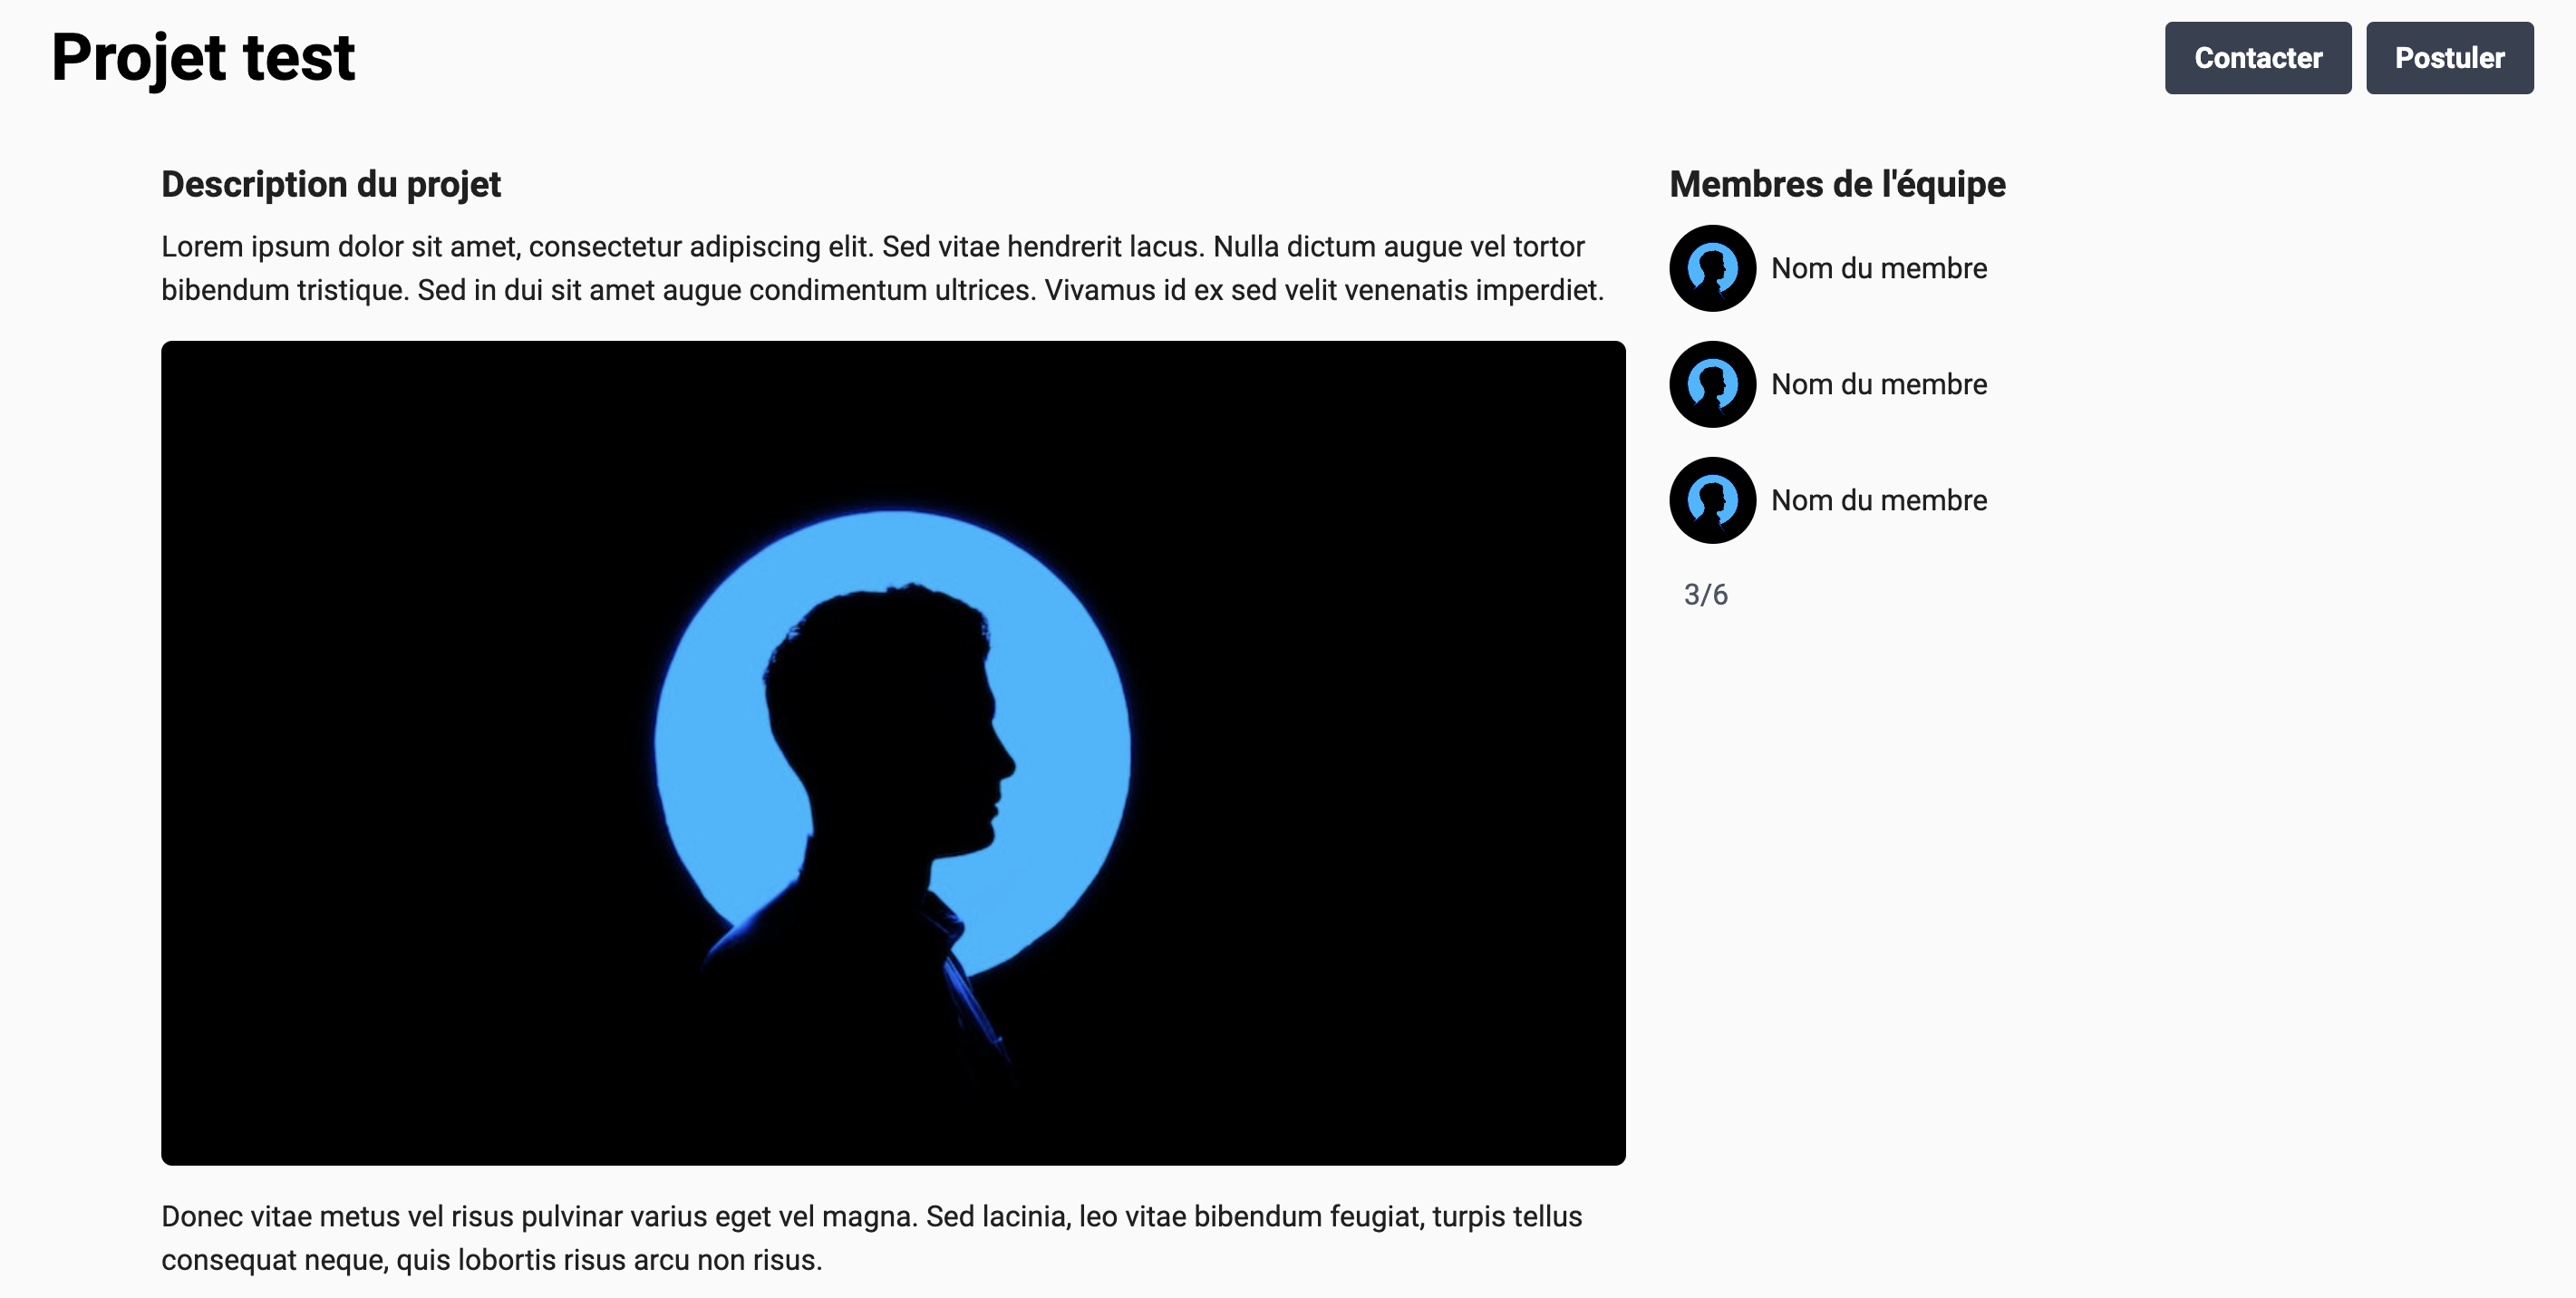 Projet test
Contacter
Postuler
Description du projet
Lorem ipsum dolor sit amet, consectetur adipiscing elit. Sed vitae hendrerit lacus. Nulla dictum augue vel tortor
bibendum tristique. Sed in dui sit amet augue condimentum ultrices. Vivamus id ex sed velit venenatis imperdiet.
Donec vitae metus vel risus pulvinar varius eget vel magna. Sed lacinia, leo vitae bibendum feugiat, turpis tellus
consequat neque, quis lobortis risus arcu non risus.
Membres de l'équipe
Nom du membre
Nom du membre
Nom du membre
3/6